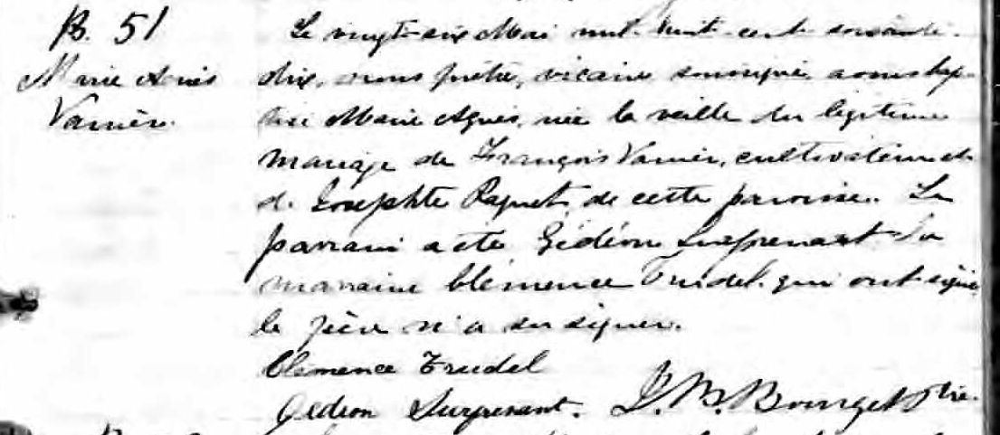 B. 51
Marie Agnès
Vanier.
Le vingt-six Mai mil-huit-cent-soixante-
dix, nous prêtre, vicaire soussigné avons bap-
tisé Marie Agnès, née la veille du légitime
mariage de François Vanier, cultivateur et
de Josephte Paquet, de cette paroisse. Le
parrain a été Gédéon Surprenant La
marraine Clémence Trudel qui ont signé,
le père n'a su signer.
Clemence Trudel
Gedeon Surprenant. J. B. Bourget Ptre.